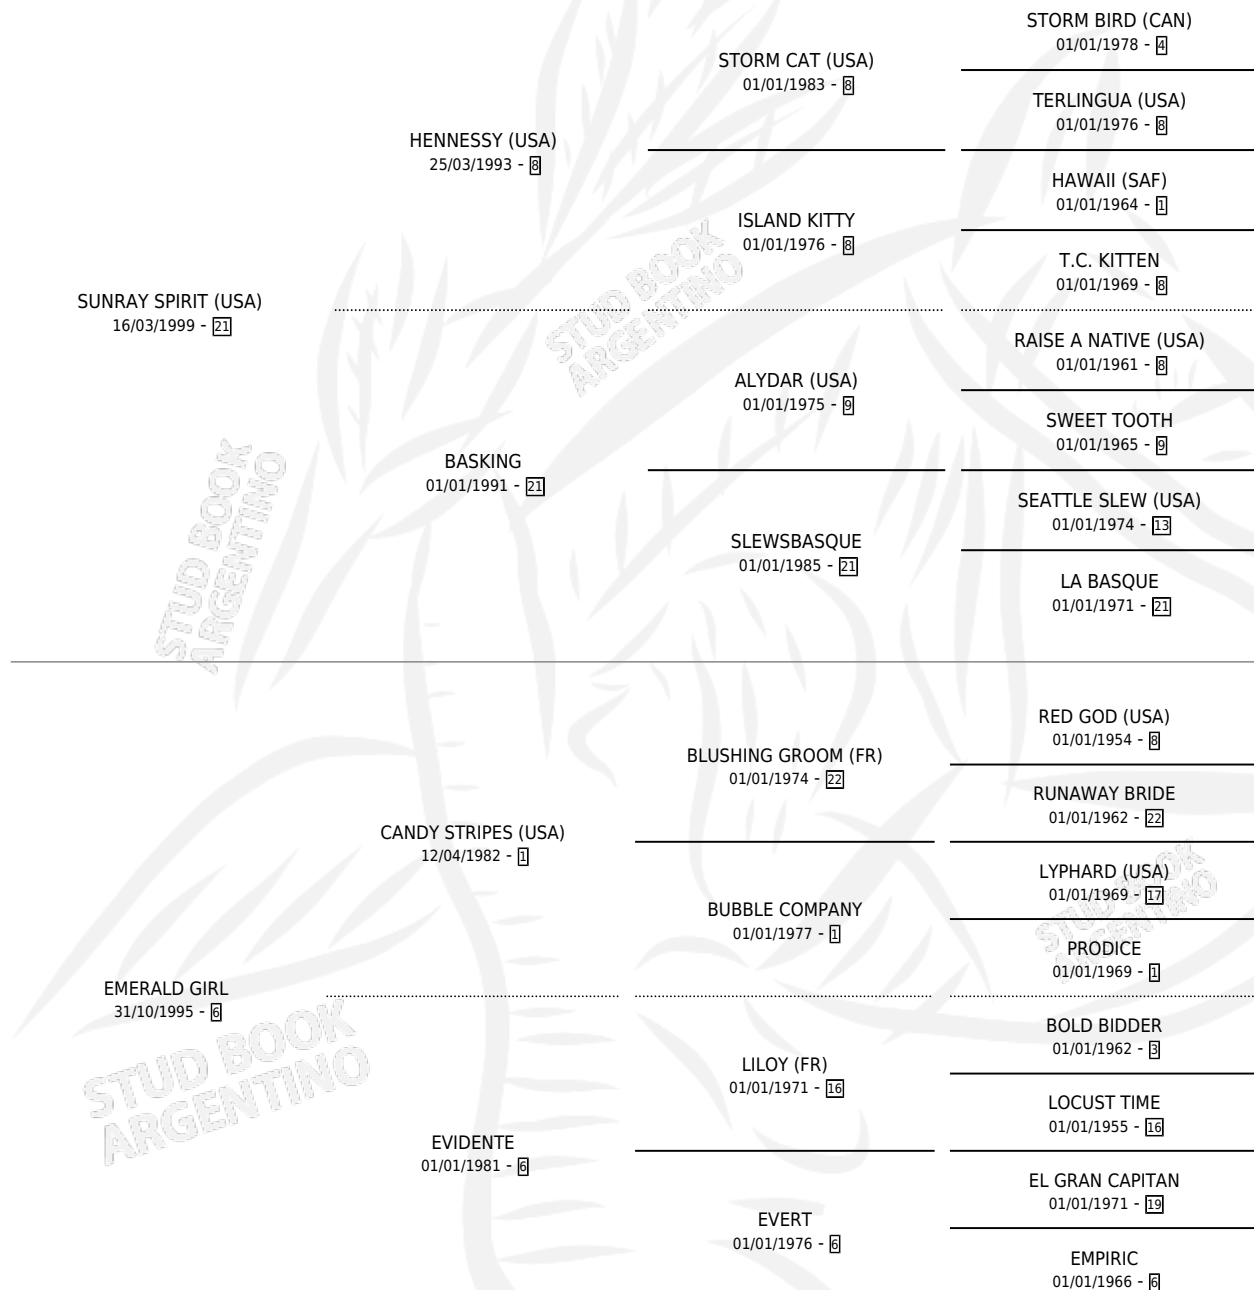 STORM BIRD (CAN)
01/01/1978 - 4
STORM CAT (USA)
01/01/1983 - 8
TERLINGUA (USA)
01/01/1976 - 8
HENNESSY (USA)
25/03/1993 - 8
HAWAII (SAF)
01/01/1964 - 1
ISLAND KITTY
01/01/1976 - 8
T.C. KITTEN
01/01/1969 - 8
SUNRAY SPIRIT (USA)
16/03/1999 - 21
RAISE A NATIVE (USA)
01/01/1961 - 8
ALYDAR (USA)
01/01/1975 - 9
SWEET TOOTH
01/01/1965 - 9
BASKING
01/01/1991 - 21
SEATTLE SLEW (USA)
01/01/1974 - 13
SLEWSBASQUE
01/01/1985 - 21
LA BASQUE
01/01/1971 - 21
RED GOD (USA)
01/01/1954 - 8
BLUSHING GROOM (FR)
01/01/1974 - 22
RUNAWAY BRIDE
01/01/1962 - 22
CANDY STRIPES (USA)
12/04/1982 - 1
LYPHARD (USA)
01/01/1969 - 17
BUBBLE COMPANY
01/01/1977 - 1
PRODICE
01/01/1969 - 1
EMERALD GIRL
31/10/1995 - 6
BOLD BIDDER
01/01/1962 - 3
LILOY (FR)
01/01/1971 - 16
LOCUST TIME
01/01/1955 - 16
EVIDENTE
01/01/1981 - 6
EL GRAN CAPITAN
01/01/1971 - 19
EVERT
01/01/1976 - 6
EMPIRIC
01/01/1966 - 6
STUD BOOK
ARGENTINO
STUD BOOK
ARGENTINO
STUD BOOK
ARGENTINO
STUD BOOK
ARGENTINO